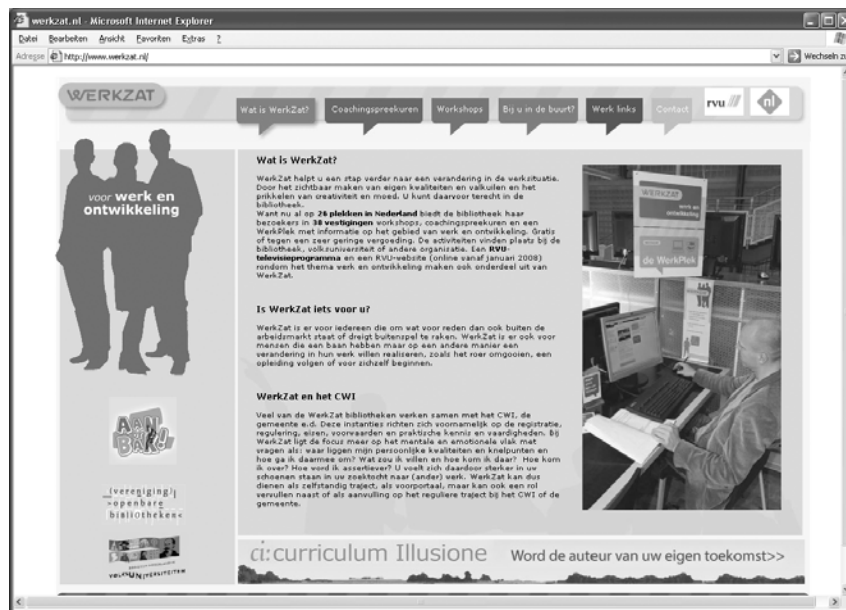 werkzat.nl - Microsoft Internet Explorer
Datei Bearbeiten Ansicht Favoriten Extras ?
Adresse http://www.werkzat.nl/ Wechseln zu
WERKZAT
Wat is WerkZat? Coachingspreekuren Workshops Bij u in de buurt? Werk links Contact rvu nl
voor werk en
ontwikkeling
Wat is WerkZat?
WerkZat helpt u een stap verder naar een verandering in de werksituatie.
Door het zichtbaar maken van eigen kwaliteiten en valkuilen en het
prikkelen van creativiteit en moed. U kunt daarvoor terecht in de
bibliotheek.
Want nu al op 26 plekken in Nederland biedt de bibliotheek haar
bezoekers in 38 vestigingen workshops, coachingspreekuren en een
WerkPlek met informatie op het gebied van werk en ontwikkeling. Gratis
of tegen een zeer geringe vergoeding. De activiteiten vinden plaats bij de
bibliotheek, volksuniversiteit of andere organisatie. Een RVU-
televisieprogramma en een RVU-website (online vanaf januari 2008)
rondom het thema werk en ontwikkeling maken ook onderdeel uit van
WerkZat.
Is WerkZat iets voor u?
WerkZat is er voor iedereen die om wat voor reden dan ook buiten de
arbeidsmarkt staat of dreigt buitenspel te raken. WerkZat is er ook voor
menzen die een baan hebben maar op een andere manier een
verandering in hun werk willen realiseren, zoals het roer omgooien, een
opleiding volgen of voor zichzelf beginnen.
WerkZat en het CWI
Veel van de WerkZat bibliotheken werken samen met het CWI, de
gemeente e.d. Deze instanties richten zich voornamelijk op de registratie,
regulering, eisen, voorwaarden en praktische kennis en vaardigheden. Bij
WerkZat ligt de focus meer op het mentale en emotionele vlak met
vragen als: waar liggen mijn persoonlijke kwaliteiten en knelpunten en
hoe ga ik daarmee om? Wat zou ik willen en hoe kom ik daar? Hoe kom
ik over? Hoe word ik assertiever? U voelt zich daardoor sterker in uw
schoenen staan in uw zoektocht naar (ander) werk. WerkZat kan dus
dienen als zelfstandig traject, als voorportaal, maar kan ook een rol
vervullen naast of als aanvulling op het reguliere traject bij het CWI of de
gemeente.
WERKZAT
de WerkPlek
AAN DE BAK!
(vereniging)
>openbare
bibliotheken<
VOLKSUNIVERSITEITEN
ci:curriculum Illusione Word de auteur van uw eigen toekomst>>